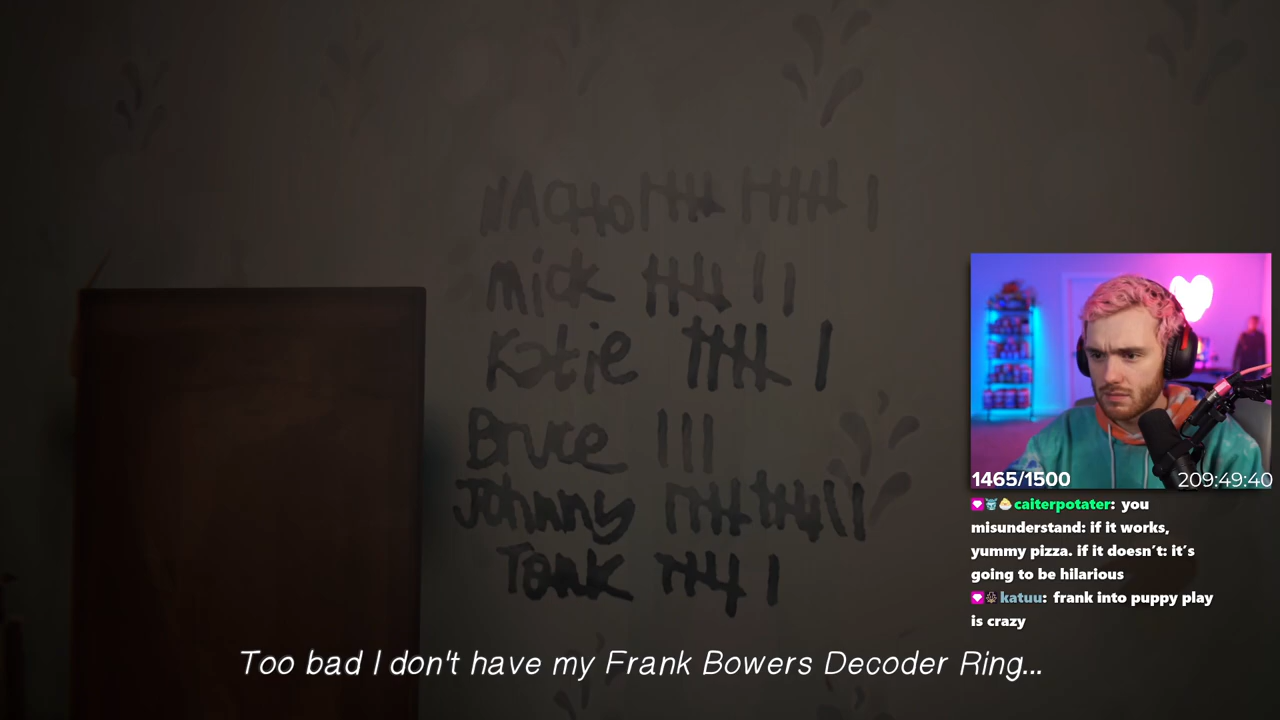 NACHO
Mick
Katie
Bruce
Johnny
Tank
Too bad I don't have my Frank Bowers Decoder Ring...
1465/1500
209:49:40
caiterpotater: you
misunderstand: if it works,
yummy pizza. if it doesn't: it's
going to be hilarious
katuu: frank into puppy play
is crazy